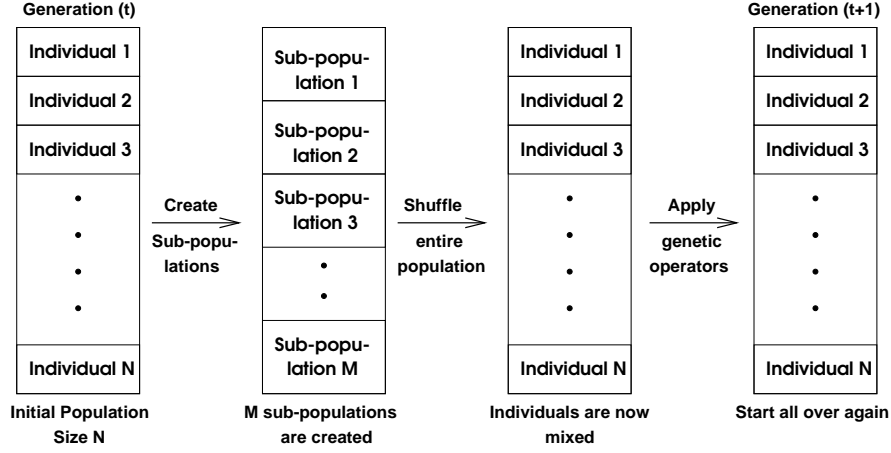 Generation (t)
Individual 1
Individual 2
Individual 3
Individual N
Initial Population
Size N
Create
Sub-popu-
lations
Sub-popu-
lation 1
Sub-popu-
lation 2
Sub-popu-
lation 3
Sub-popu-
lation M
M sub-populations
are created
Shuffle
entire
population
Individual 1
Individual 2
Individual 3
Individual N
Individuals are now
mixed
Apply
genetic
operators
Generation (t+1)
Individual 1
Individual 2
Individual 3
Individual N
Start all over again